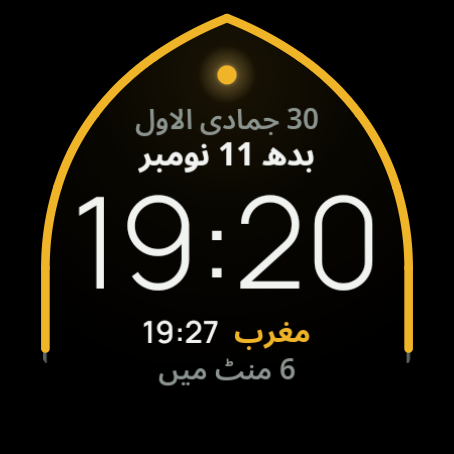 30 جمادی الاول
بدھ 11 نومبر
19:20
مغرب 19:27
6 منٹ میں